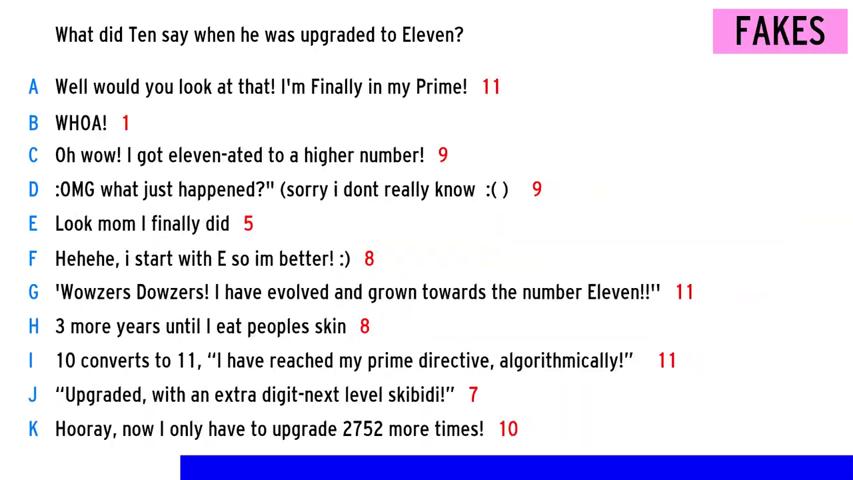 What did Ten say when he was upgraded to Eleven?
FAKES
A Well would you look at that! I'm Finally in my Prime! 11
B WHOA! 1
C Oh wow! I got eleven-ated to a higher number! 9
D :OMG what just happened?" (sorry i dont really know :( ) 9
E Look mom I finally did 5
F Hehehe, i start with E so im better! :) 8
G 'Wowzers Dowzers! I have evolved and grown towards the number Eleven!!'' 11
H 3 more years until I eat peoples skin 8
I 10 converts to 11, “I have reached my prime directive, algorithmically!” 11
J “Upgraded, with an extra digit-next level skibidi!” 7
K Hooray, now I only have to upgrade 2752 more times! 10